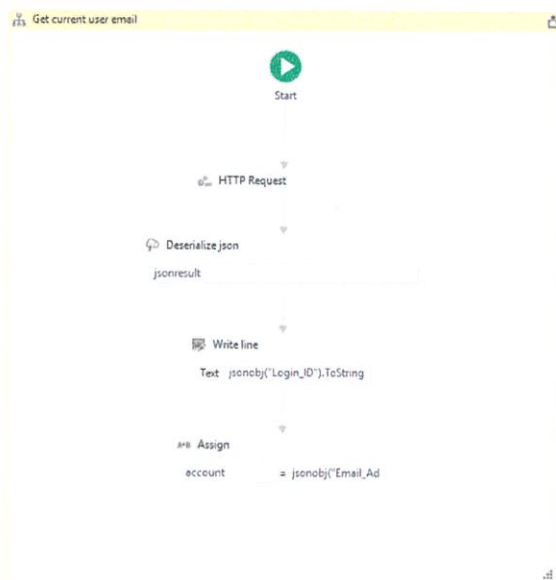 Get current user email
Start
HTTP Request
Deserialize json
jsonresult
Write line
Text jsonobj("Login_ID").ToString
A+B Assign
account = jsonobj("Email_Ad